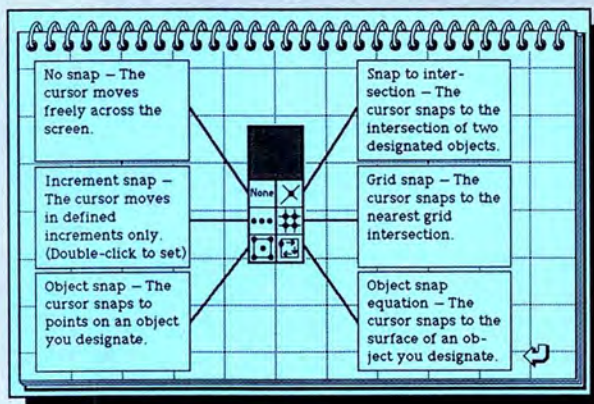 No snap – The
cursor moves
freely across the
screen.
Increment snap –
The cursor moves
in defined
increments only.
(Double-click to set)
Object snap – The
cursor snaps to
points on an object
you designate.
None
Snap to inter-
section – The
cursor snaps to the
intersection of two
designated objects.
Grid snap – The
cursor snaps to the
nearest grid
intersection.
Object snap
equation – The
cursor snaps to the
surface of an ob-
ject you designate.